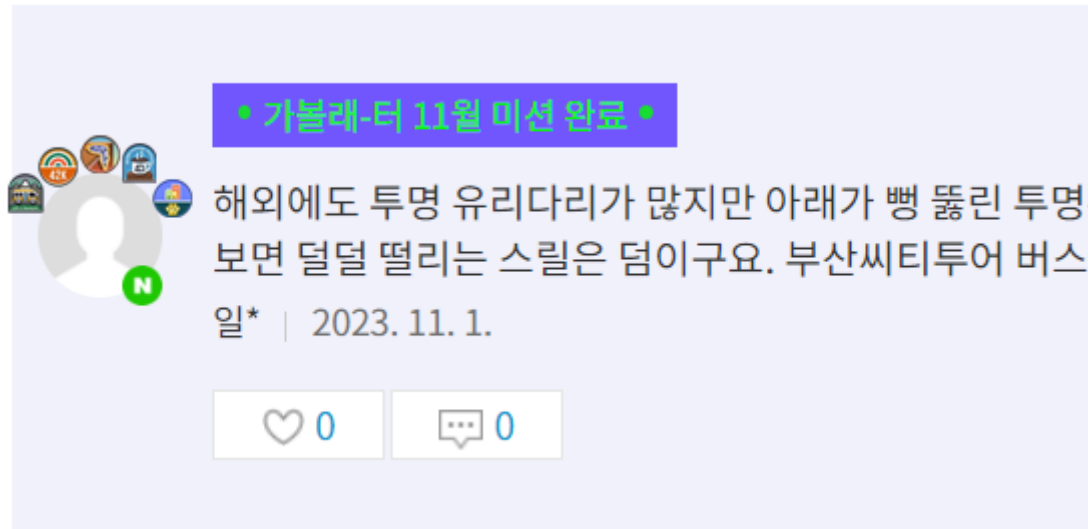 • 가볼래-터 11월 미션 완료 •
42K
해외에도 투명 유리다리가 많지만 아래가 뻥 뚫린 투명
보면 덜덜 떨리는 스릴은 덤이구요. 부산씨티투어 버스
N
일* | 2023. 11. 1.
0 0